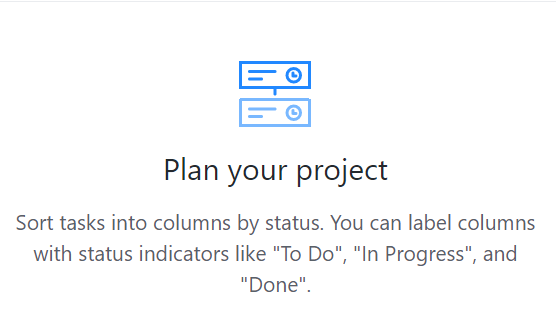 Plan your project
Sort tasks into columns by status. You can label columns
with status indicators like "To Do", "In Progress", and
"Done".